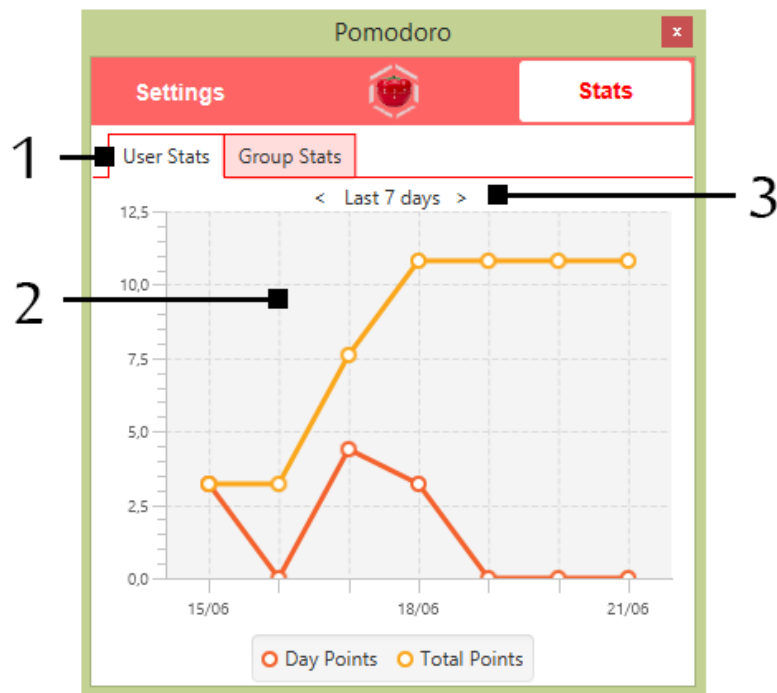 Pomodoro
x
Settings
Stats
1
User Stats Group Stats
< Last 7 days >
3
12,5
2
10,0
7,5
5,0
2,5
0,0
15/06 18/06 21/06
Day Points Total Points